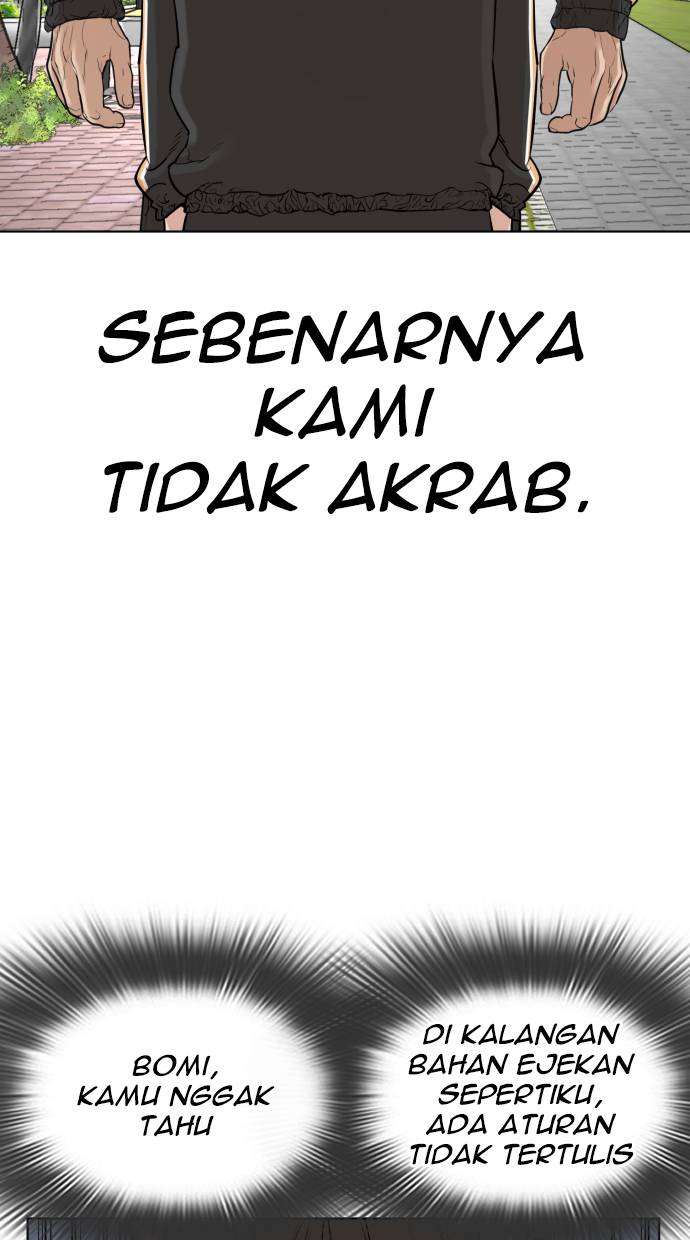 SEBENARNYA
KAMI
TIDAK AKRAB.
BOMI,
KAMU NGGAK
TAHU
DI KALANGAN
BAHAN EJEKAN
SEPERTIKU,
ADA ATURAN
TIDAK TERTULIS